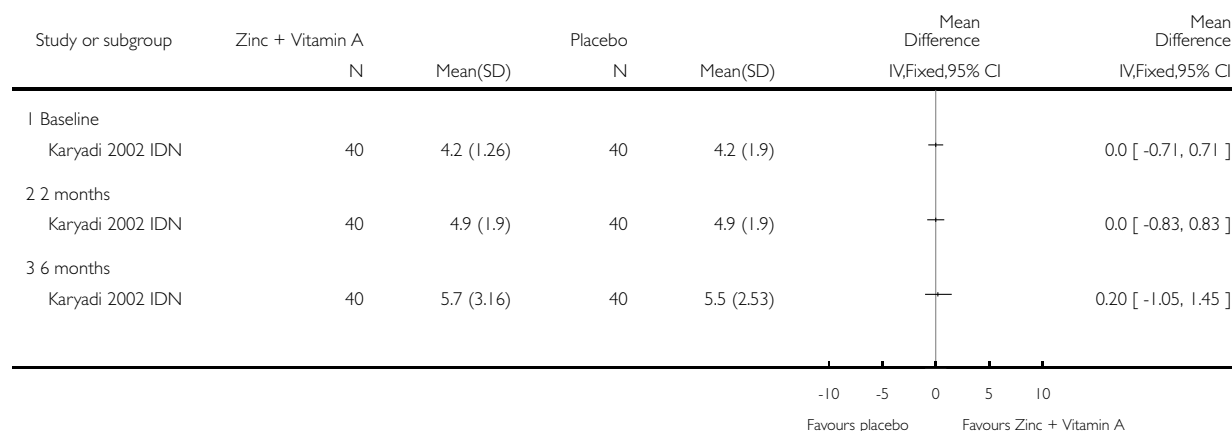 Study or subgroup Zinc + Vitamin A Placebo Mean Difference Mean Difference
N Mean(SD) N Mean(SD) IV,Fixed,95% CI IV,Fixed,95% CI
1 Baseline
Karyadi 2002 IDN 40 4.2 (1.26) 40 4.2 (1.9) 0.0 [ -0.71, 0.71 ]
2 2 months
Karyadi 2002 IDN 40 4.9 (1.9) 40 4.9 (1.9) 0.0 [ -0.83, 0.83 ]
3 6 months
Karyadi 2002 IDN 40 5.7 (3.16) 40 5.5 (2.53) 0.20 [ -1.05, 1.45 ]
-10 -5 0 5 10
Favours placebo Favours Zinc + Vitamin A